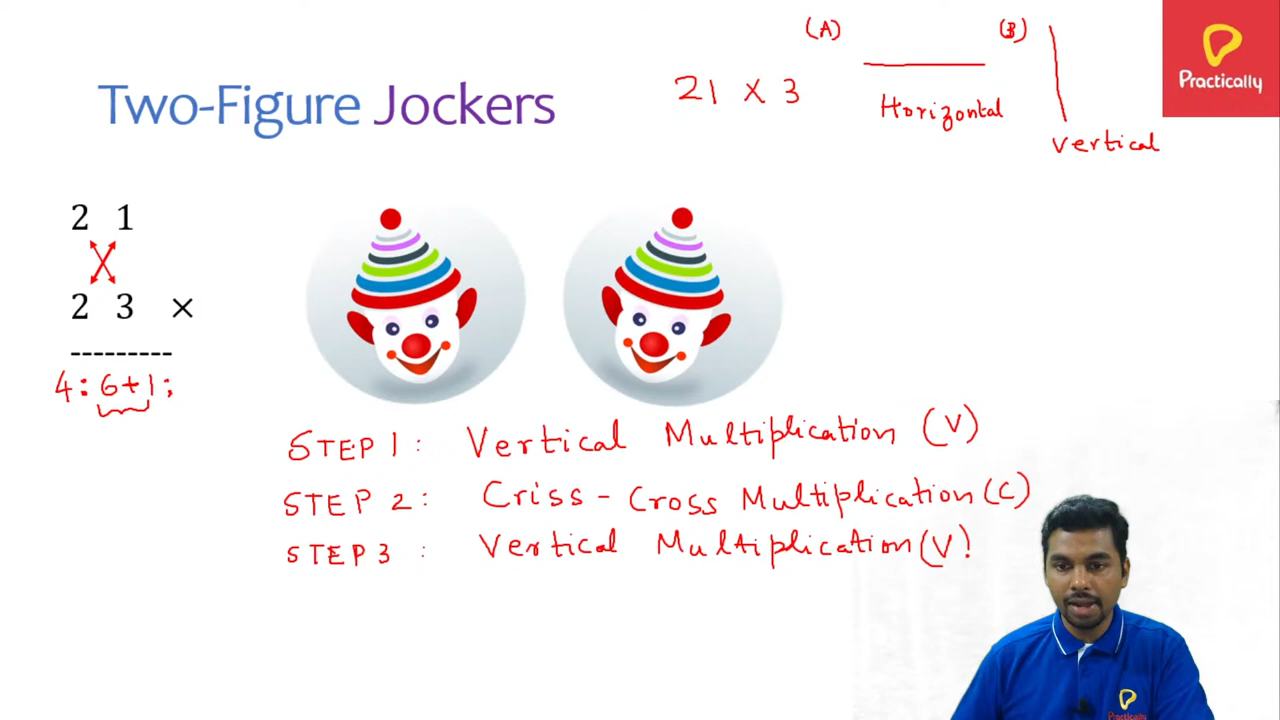 (A) (B)
Practically
Two-Figure Jockers
21 × 3
Horizontal
Vertical
2 1
2 3 ×
---------
4 : 6+1 ;
STEP 1 : Vertical Multiplication (V)
STEP 2 : Criss - Cross Multiplication (C)
STEP 3 : Vertical Multiplication (V)
Practically